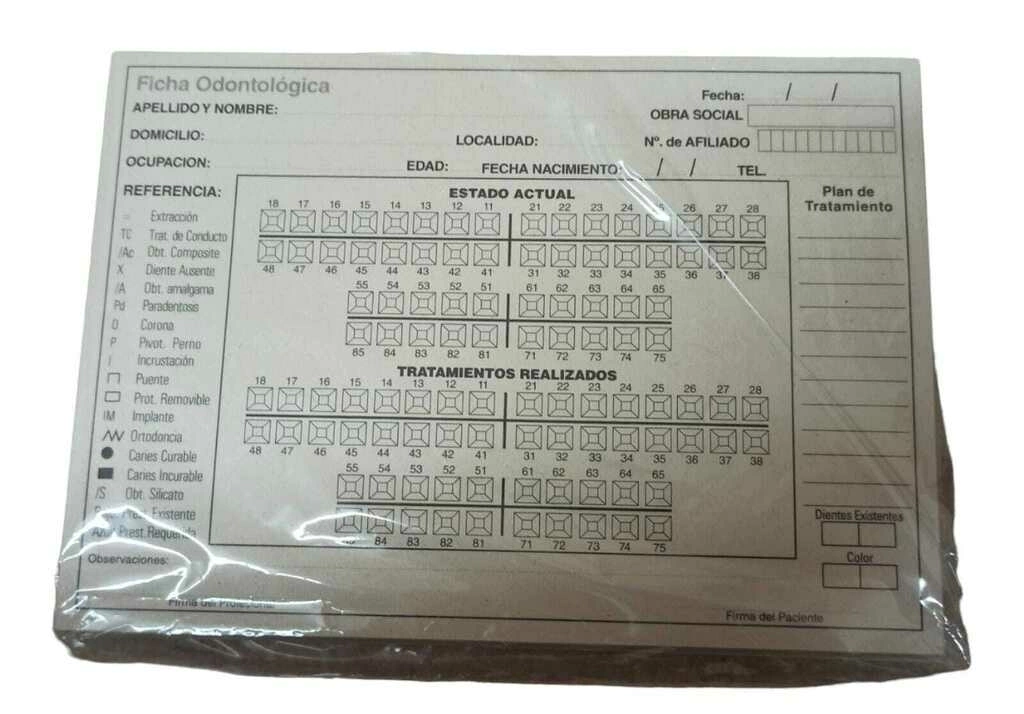 Ficha Odontológica
Fecha: / /
APELLIDO Y NOMBRE:
OBRA SOCIAL
DOMICILIO:
LOCALIDAD:
Nº. de AFILIADO
OCUPACION:
EDAD:
FECHA NACIMIENTO: / /
TEL.
REFERENCIA:
= Extracción
TC Trat. de Conducto
/Ac Obt. Composite
X Diente Ausente
/A Obt. amalgama
Pd Paradentosis
O Corona
P Pivot. Perno
I Incrustación
Puente
Prot. Removible
IM Implante
Ortodoncia
Caries Curable
Caries Incurable
/S Obt. Silicato
Prest. Existente
Prest. Requerida
ESTADO ACTUAL
18 17 16 15 14 13 12 11 21 22 23 24 26 27 28
48 47 46 45 44 43 42 41 31 32 33 34 35 36 37 38
55 54 53 52 51 61 62 63 64 65
85 84 83 82 81 71 72 73 74 75
TRATAMIENTOS REALIZADOS
18 17 16 15 14 13 12 11 21 22 23 24 25 26 27 28
48 47 46 45 44 43 42 41 31 32 33 34 35 36 37 38
55 54 53 52 51 61 62 63 64 65
84 83 82 81 71 72 73 74 75
Plan de
Tratamiento
Dientes Existentes
Color
Observaciones:
Firma del Profesional
Firma del Paciente